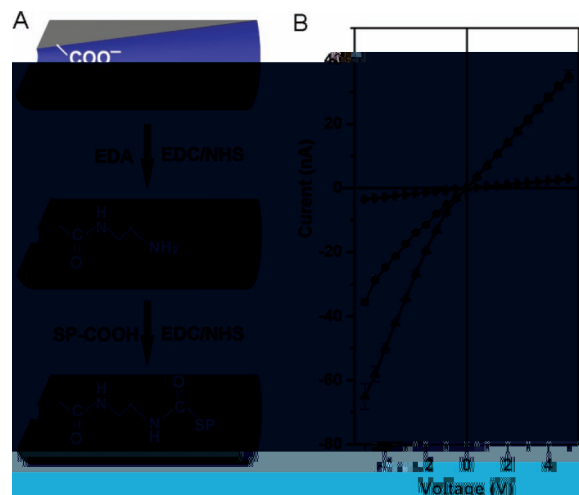 A
COO⁻
EDA EDC/NHS
H
N
NH₂
O
SP-COOH EDC/NHS
O
H
N
N
H
SP
O
B
20
0
-20
-40
-60
-80
Current (nA)
2 0 2 4
Voltage (V)